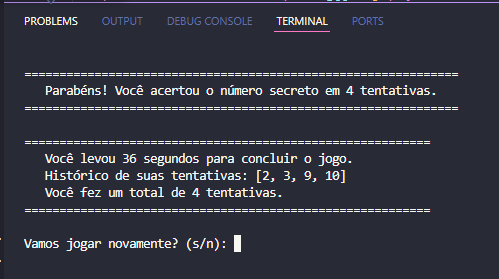 PROBLEMS OUTPUT DEBUG CONSOLE TERMINAL PORTS
==============================================================
Parabéns! Você acertou o número secreto em 4 tentativas.
==============================================================
==========================================================
Você levou 36 segundos para concluir o jogo.
Histórico de suas tentativas: [2, 3, 9, 10]
Você fez um total de 4 tentativas.
==========================================================
Vamos jogar novamente? (s/n):